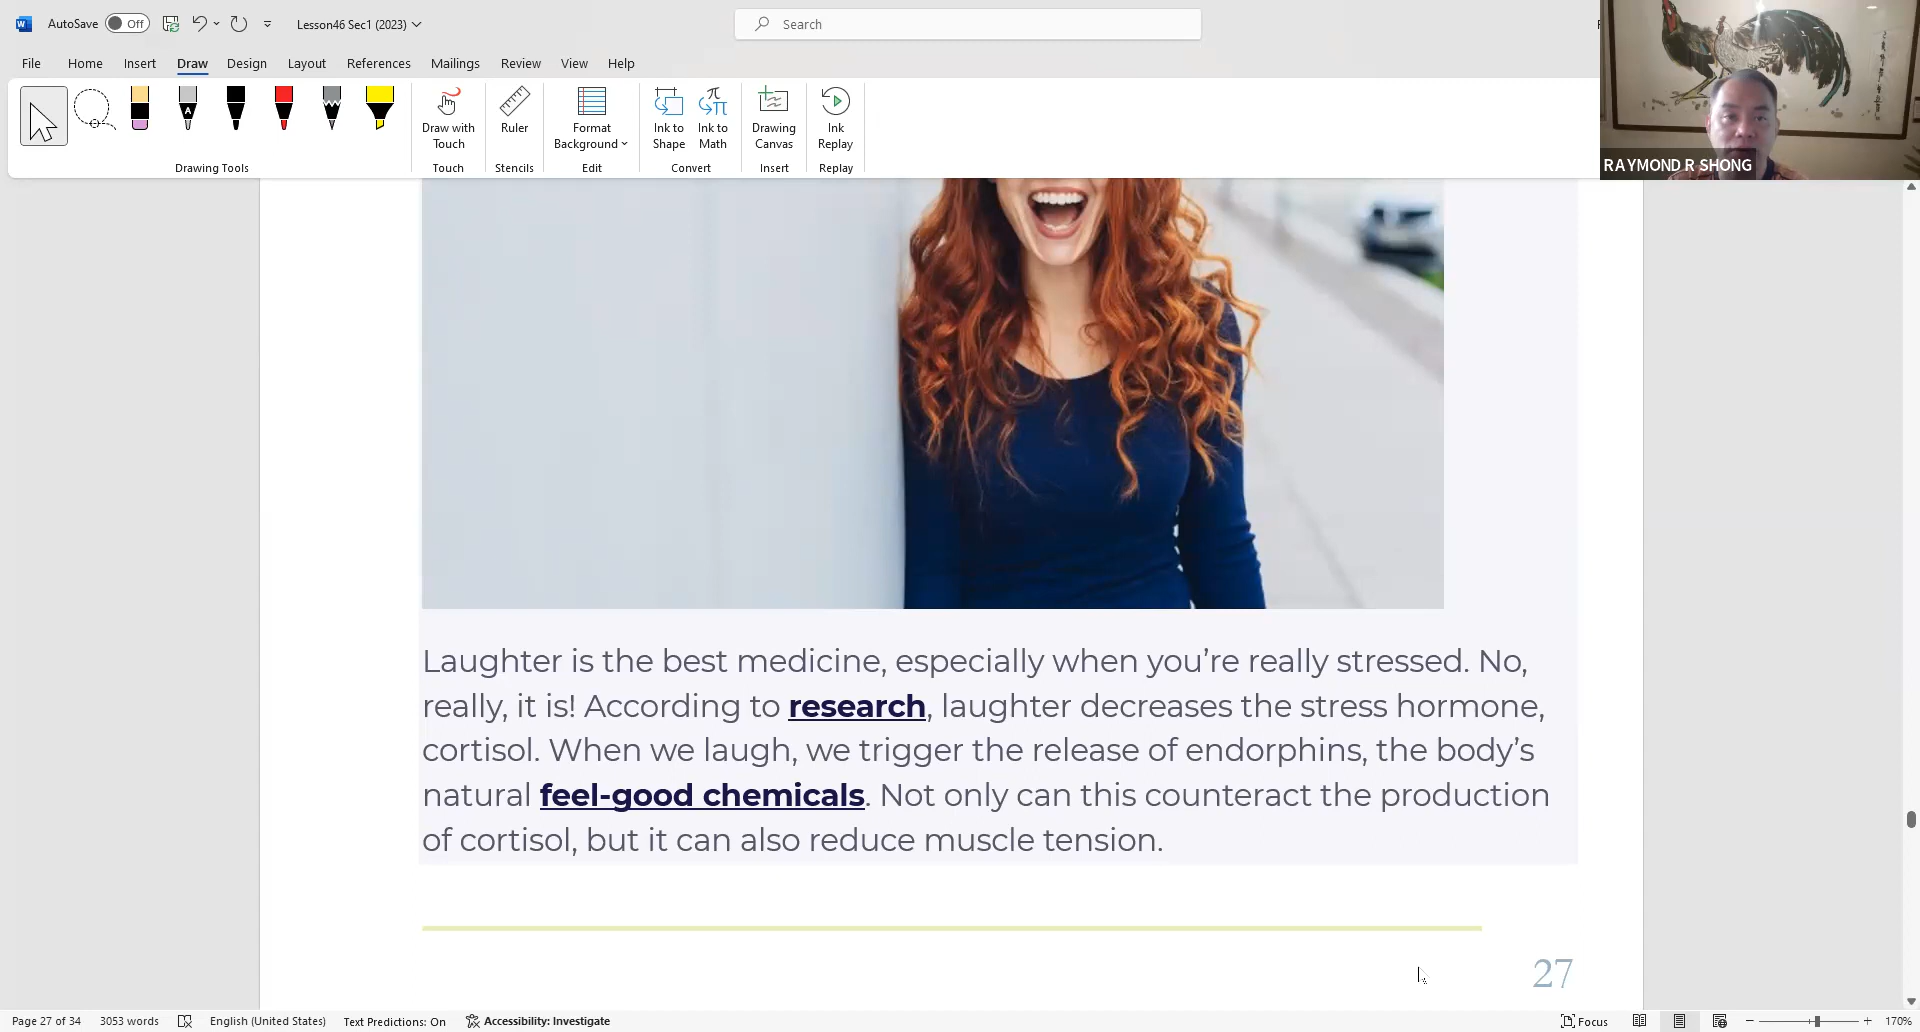 AutoSave Off Lesson46 Sec1 (2023) Search
File Home Insert Draw Design Layout References Mailings Review View Help
Draw with Touch
Ruler
Format Background
Ink to Shape
Ink to Math
Drawing Canvas
Ink Replay
Drawing Tools Touch Stencils Edit Convert Insert Replay
RAYMOND R SHONG
Laughter is the best medicine, especially when you’re really stressed. No,
really, it is! According to research, laughter decreases the stress hormone,
cortisol. When we laugh, we trigger the release of endorphins, the body’s
natural feel-good chemicals. Not only can this counteract the production
of cortisol, but it can also reduce muscle tension.
27
Page 27 of 34 3053 words English (United States) Text Predictions: On Accessibility: Investigate Focus 170%